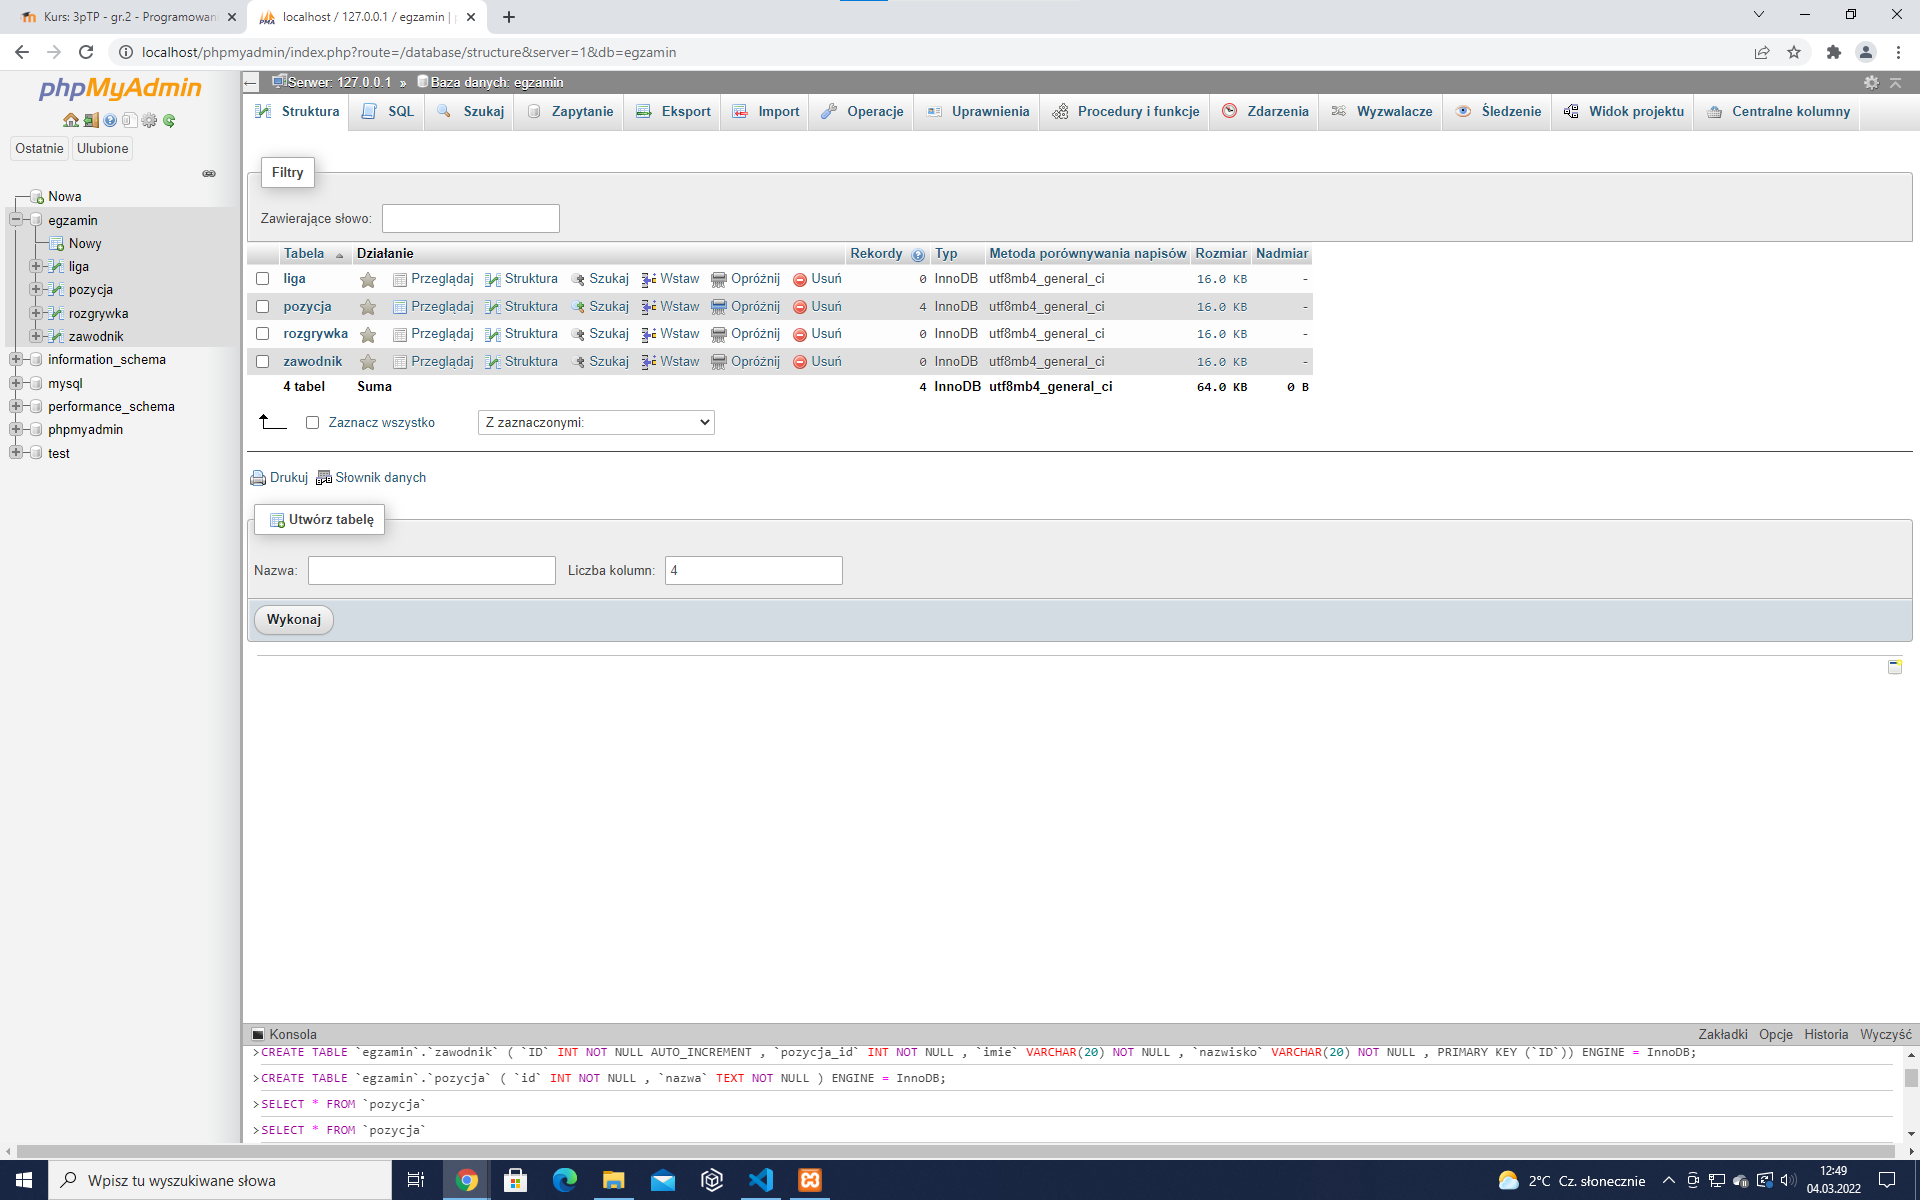 Kurs: 3pTP - gr.2 - Programowani
localhost / 127.0.0.1 / egzamin | p
localhost/phpmyadmin/index.php?route=/database/structure&server=1&db=egzamin
phpMyAdmin
Ostatnie Ulubione
Nowa
egzamin
Nowy
liga
pozycja
rozgrywka
zawodnik
information_schema
mysql
performance_schema
phpmyadmin
test
Serwer: 127.0.0.1 » Baza danych: egzamin
Struktura SQL Szukaj Zapytanie Eksport Import Operacje Uprawnienia Procedury i funkcje Zdarzenia Wyzwalacze Śledzenie Widok projektu Centralne kolumny
Filtry
Zawierające słowo:
Tabela Działanie Rekordy Typ Metoda porównywania napisów Rozmiar Nadmiar
liga Przeglądaj Struktura Szukaj Wstaw Opróżnij Usuń 0 InnoDB utf8mb4_general_ci 16.0 KB -
pozycja Przeglądaj Struktura Szukaj Wstaw Opróżnij Usuń 4 InnoDB utf8mb4_general_ci 16.0 KB -
rozgrywka Przeglądaj Struktura Szukaj Wstaw Opróżnij Usuń 0 InnoDB utf8mb4_general_ci 16.0 KB -
zawodnik Przeglądaj Struktura Szukaj Wstaw Opróżnij Usuń 0 InnoDB utf8mb4_general_ci 16.0 KB -
4 tabel Suma 4 InnoDB utf8mb4_general_ci 64.0 KB 0 B
Zaznacz wszystko Z zaznaczonymi:
Drukuj Słownik danych
Utwórz tabelę
Nazwa: Liczba kolumn: 4
Wykonaj
Konsola Zakładki Opcje Historia Wyczyść
>CREATE TABLE `egzamin`.`zawodnik` ( `ID` INT NOT NULL AUTO_INCREMENT , `pozycja_id` INT NOT NULL , `imie` VARCHAR(20) NOT NULL , `nazwisko` VARCHAR(20) NOT NULL , PRIMARY KEY (`ID`)) ENGINE = InnoDB;
>CREATE TABLE `egzamin`.`pozycja` ( `id` INT NOT NULL , `nazwa` TEXT NOT NULL ) ENGINE = InnoDB;
>SELECT * FROM `pozycja`
>SELECT * FROM `pozycja`
Wpisz tu wyszukiwane słowa
2°C Cz. słonecznie
12:49
04.03.2022